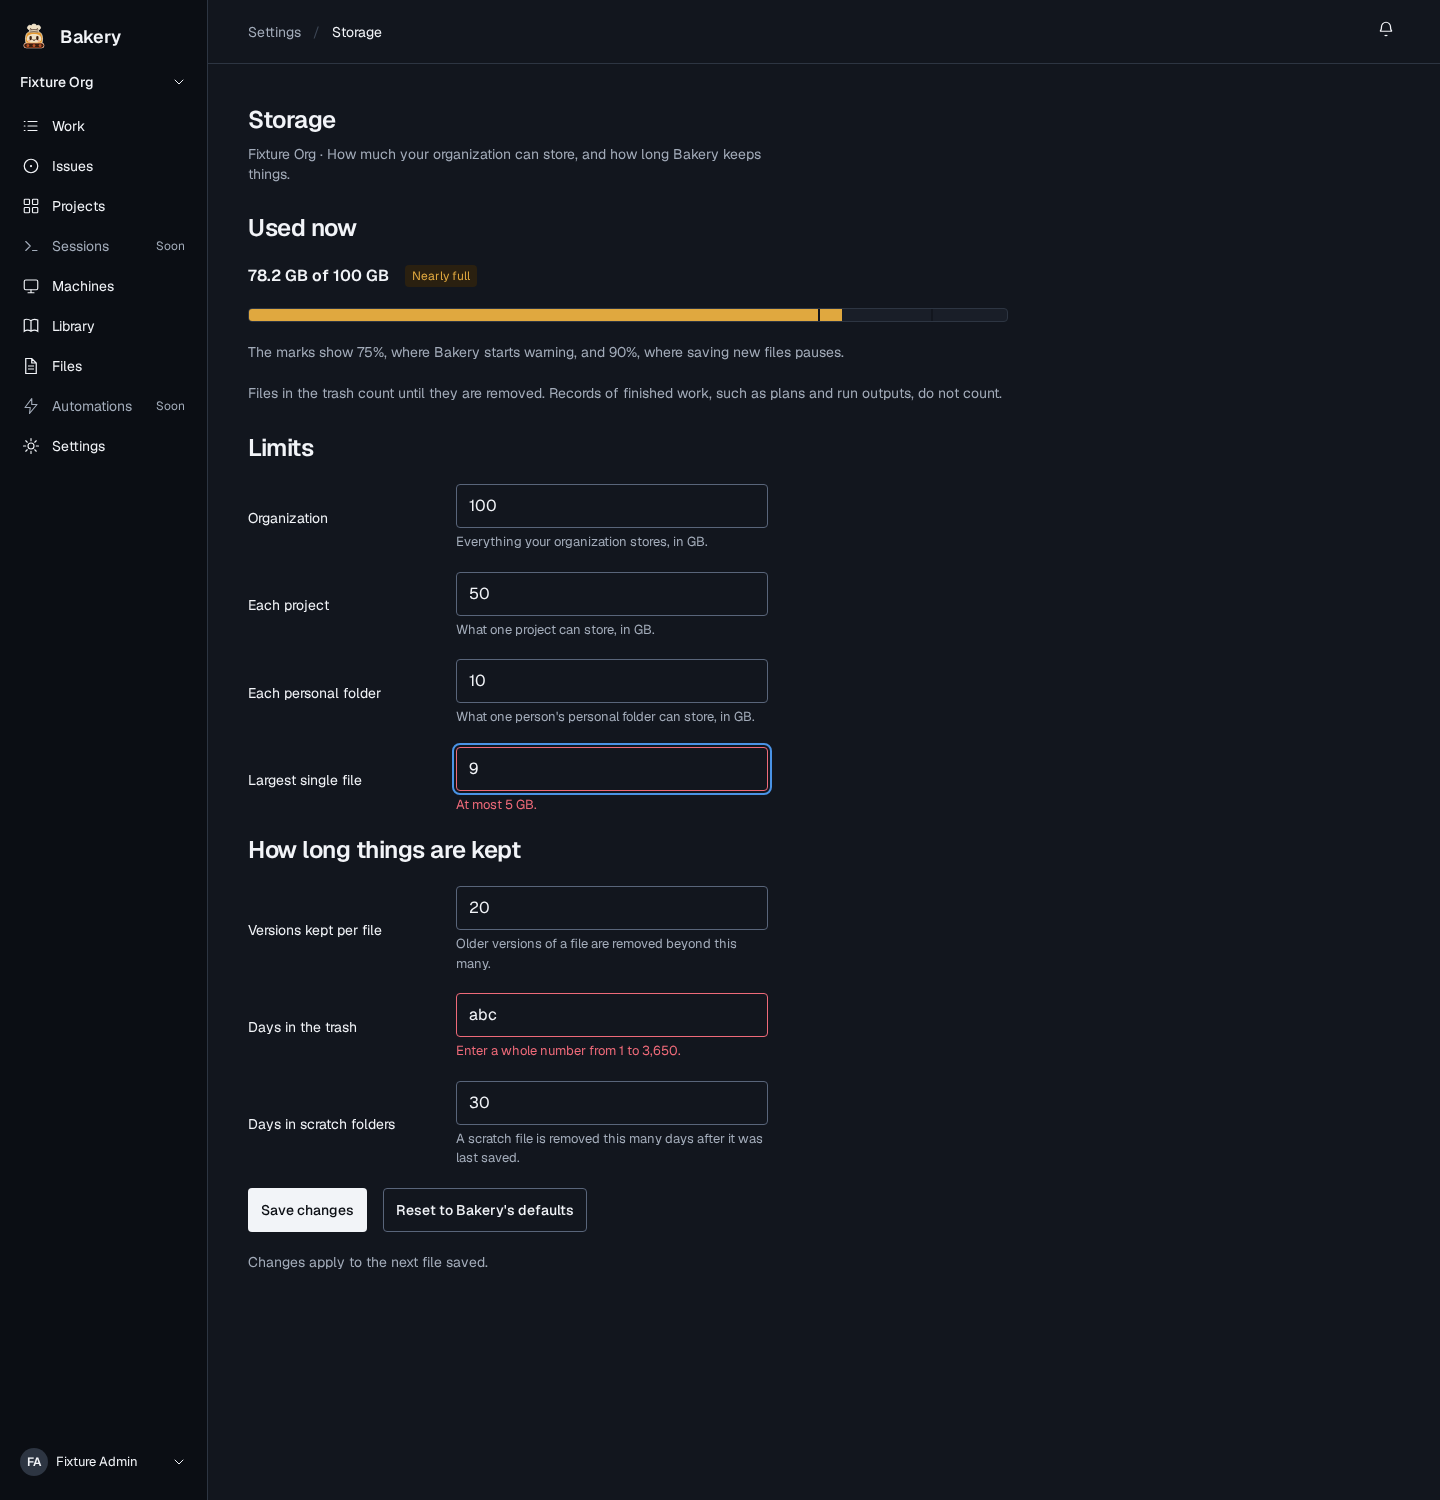 Bakery
Settings / Storage
Fixture Org
Work
Issues
Projects
Sessions Soon
Machines
Library
Files
Automations Soon
Settings
Storage
Fixture Org · How much your organization can store, and how long Bakery keeps
things.
Used now
78.2 GB of 100 GB Nearly full
The marks show 75%, where Bakery starts warning, and 90%, where saving new files pauses.
Files in the trash count until they are removed. Records of finished work, such as plans and run outputs, do not count.
Limits
Organization
100
Everything your organization stores, in GB.
Each project
50
What one project can store, in GB.
Each personal folder
10
What one person's personal folder can store, in GB.
Largest single file
9
At most 5 GB.
How long things are kept
Versions kept per file
20
Older versions of a file are removed beyond this
many.
Days in the trash
abc
Enter a whole number from 1 to 3,650.
Days in scratch folders
30
A scratch file is removed this many days after it was
last saved.
Save changes Reset to Bakery's defaults
Changes apply to the next file saved.
FA Fixture Admin